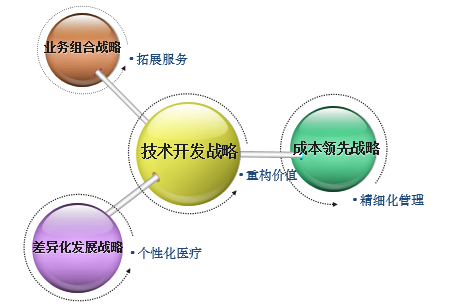 业务组合战略
• 拓展服务
技术开发战略
成本领先战略
• 重构价值
• 精细化管理
差异化发展战略
• 个性化医疗